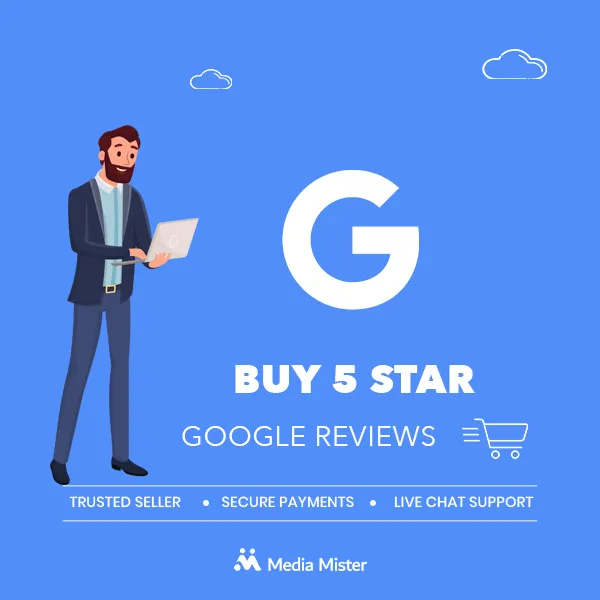 G
BUY 5 STAR
GOOGLE REVIEWS
TRUSTED SELLER • SECURE PAYMENTS • LIVE CHAT SUPPORT
Media Mister